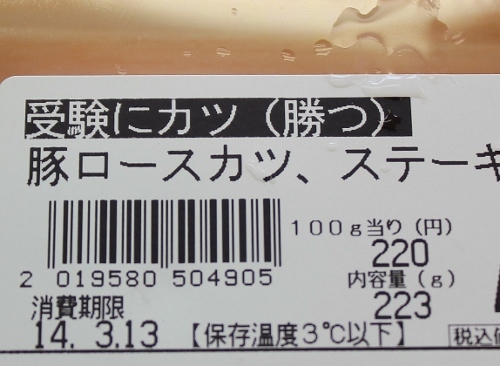 受験にカツ（勝つ）
豚ロースカツ、ステーキ
100g当り（円）
220
2 019580 504905
内容量（g）
223
消費期限
14. 3.13 【保存温度3℃以下】
税込価